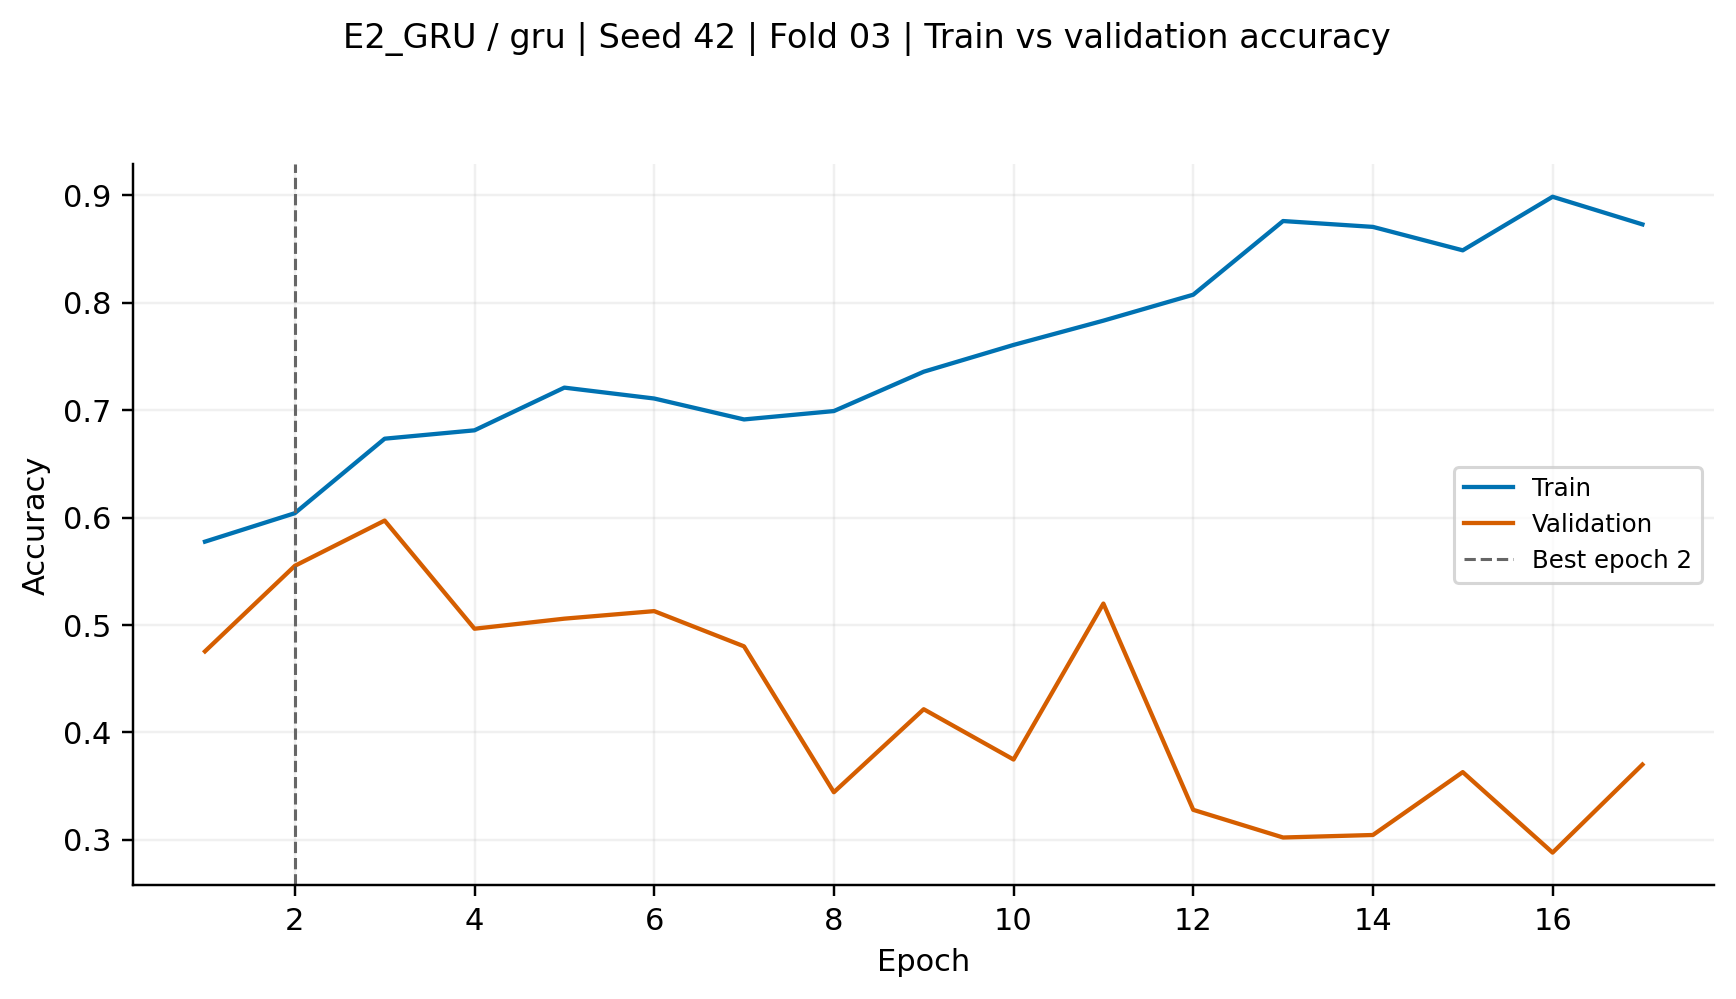 E2_GRU / gru | Seed 42 | Fold 03 | Train vs validation accuracy
Accuracy
0.9
0.8
0.7
0.6
0.5
0.4
0.3
Train
Validation
Best epoch 2
2 4 6 8 10 12 14 16
Epoch